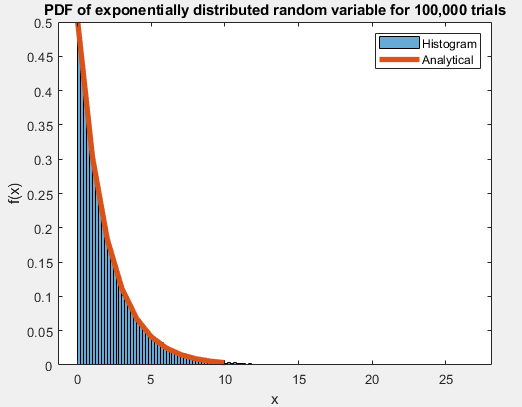 PDF of exponentially distributed random variable for 100,000 trials
Histogram
Analytical
0.5
0.45
0.4
0.35
0.3
0.25
0.2
0.15
0.1
0.05
0
f(x)
0 5 10 15 20 25
x